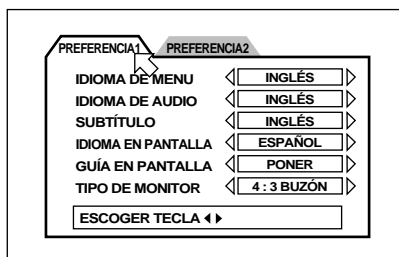 PREFERENCIA1 PREFERENCIA2
IDIOMA DE MENU INGLÉS
IDIOMA DE AUDIO INGLÉS
SUBTÍTULO INGLÉS
IDIOMA EN PANTALLA ESPAÑOL
GUÍA EN PANTALLA PONER
TIPO DE MONITOR 4 : 3 BUZÓN
ESCOGER TECLA